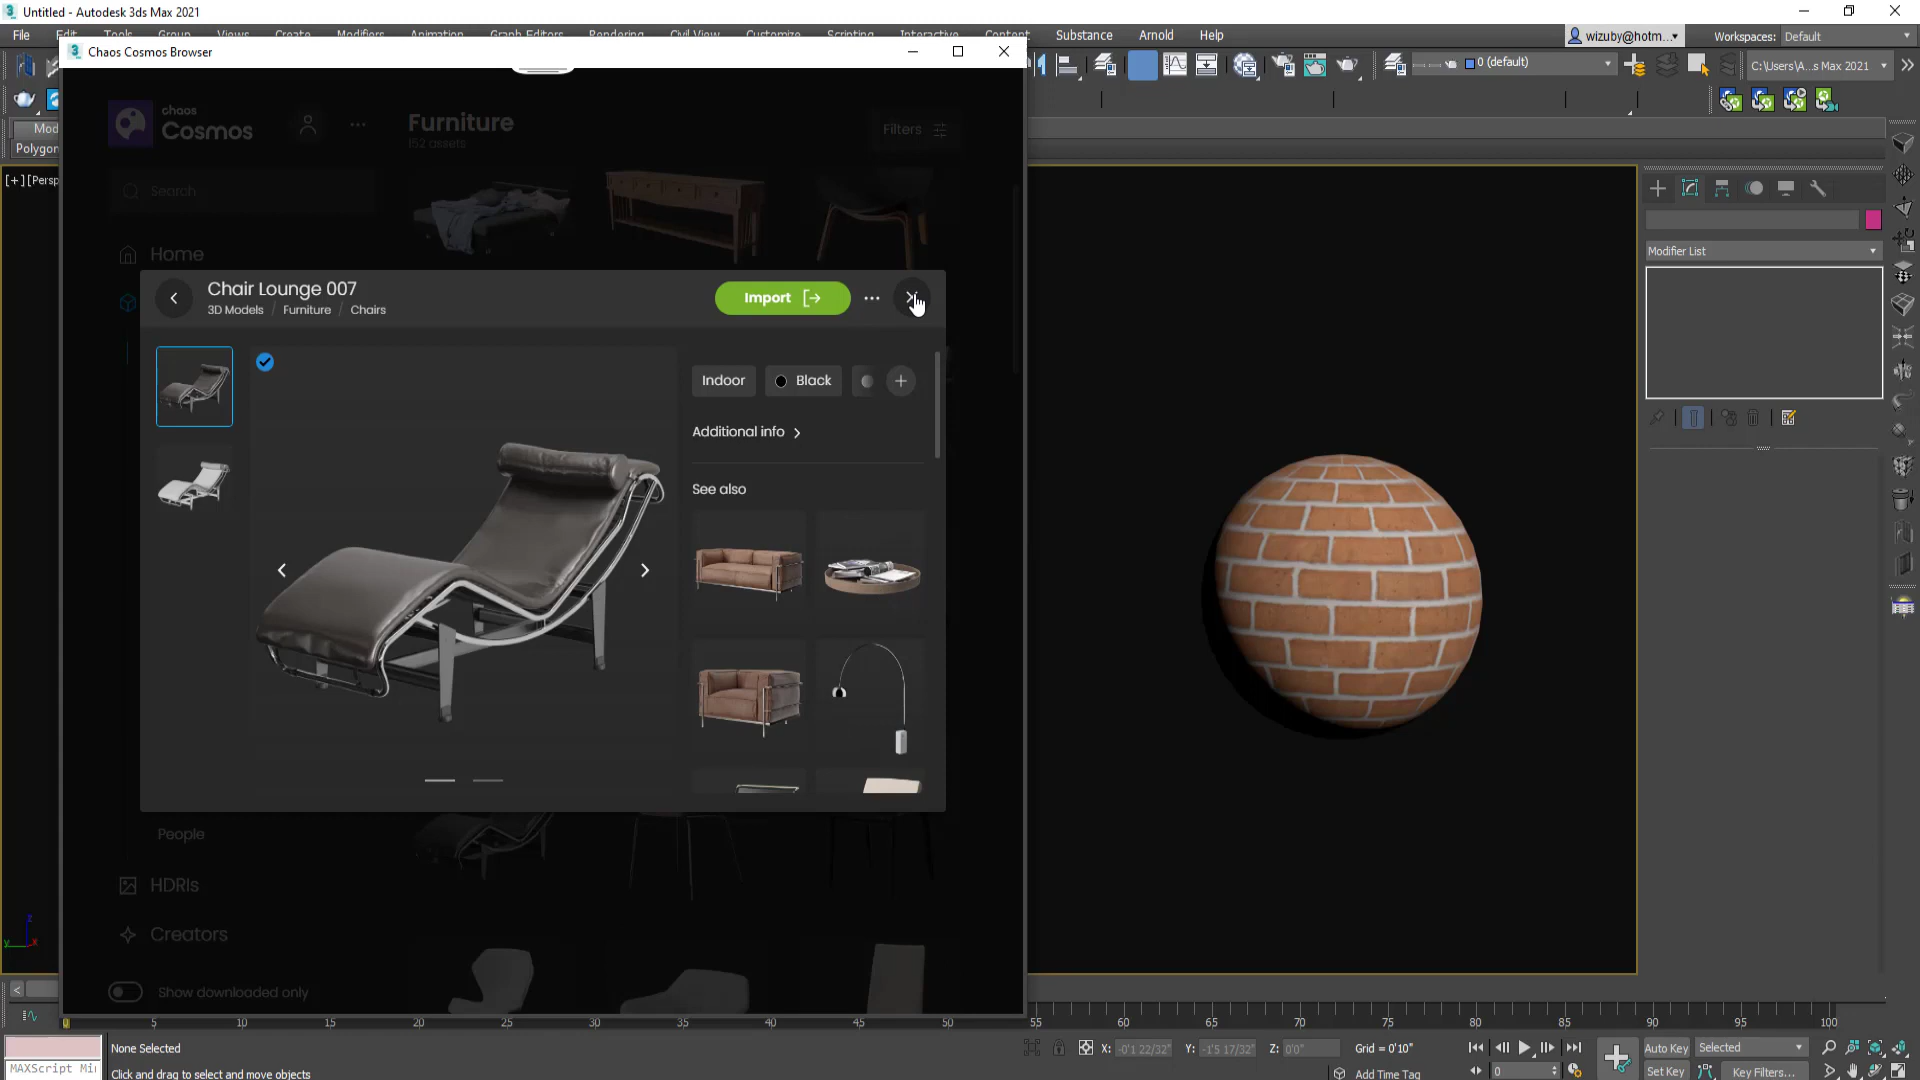 Untitled - Autodesk 3ds Max 2021
File Edit Tools Group Views Create Modifiers Animation Graph Editors Rendering Civil View Customize Scripting Interactive Content Substance Arnold Help
wizuby@hotm... Workspaces: Default
Chaos Cosmos Browser
0 (default)
C:\Users\A...s Max 2021
Mod
Polygon
[+] [Persp
chaos
Cosmos
Furniture
152 assets
Filters
Search
Home
Chair Lounge 007
3D Models / Furniture / Chairs
Import
Indoor
Black
Additional info
See also
People
HDRIs
Creators
Show downloaded only
Modifier List
z
y x
5 10 15 20 25 30 35 40 45 50 55 60 65 70 75 80 85 90 95 100
None Selected
X: -0'1 22/32" Y: -1'5 17/32" Z: 0'0" Grid = 0'10"
Auto Key Selected
MAXScript Mi
Click and drag to select and move objects
Add Time Tag
0
Set Key Key Filters...